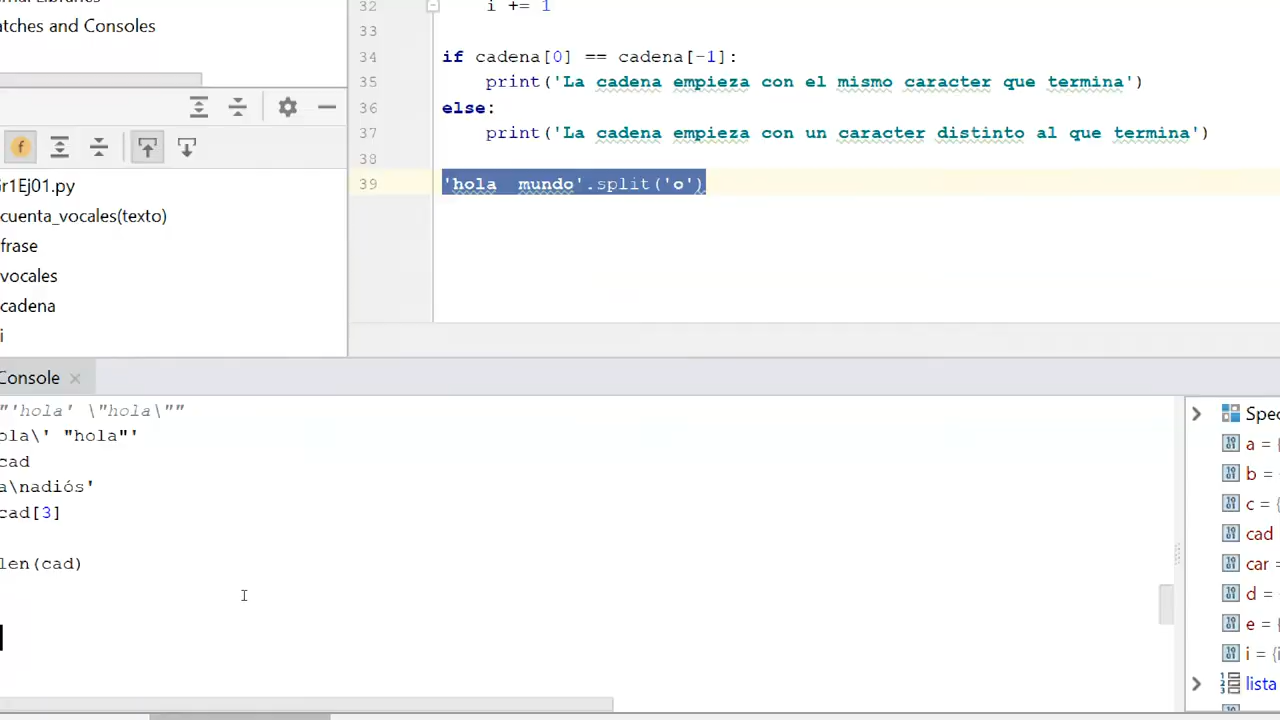 atches and Consoles
r1Ej01.py
cuenta_vocales(texto)
frase
vocales
cadena
i
32 i += 1
33
34 if cadena[0] == cadena[-1]:
35 print('La cadena empieza con el mismo caracter que termina')
36 else:
37 print('La cadena empieza con un caracter distinto al que termina')
38
39 'hola  mundo'.split('o')
Console
"'hola' \"hola\""
ola\' "hola"'
cad
a\nadiós'
cad[3]
len(cad)
Spec
a = {
b =
c = {
cad
car =
d =
e = {
i = {i
lista